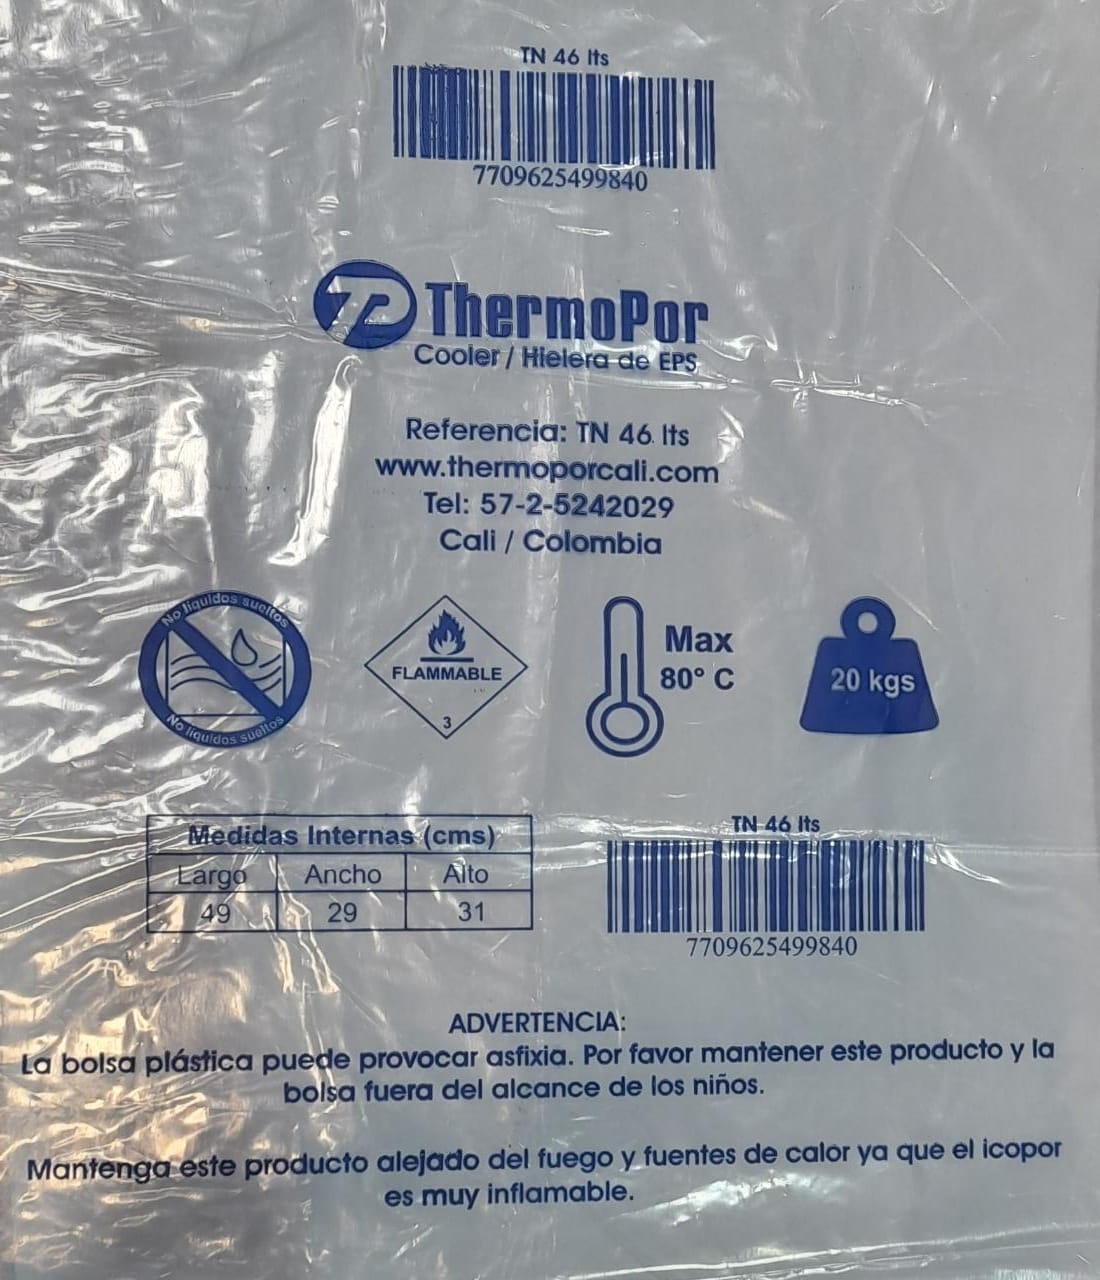 TN 46 lts
7709625499840
TC ThermoPor
Cooler / Hielera de EPS
Referencia: TN 46 lts
www.thermoporcali.com
Tel: 57-2-5242029
Cali / Colombia
No liquidos sueltos
No liquidos sueltos
FLAMMABLE
3
Max
80° C
20 kgs
Medidas Internas (cms)
Largo Ancho Alto
49 29 31
TN 46 lts
7709625499840
ADVERTENCIA:
La bolsa plástica puede provocar asfixia. Por favor mantener este producto y la
bolsa fuera del alcance de los niños.
Mantenga este producto alejado del fuego y fuentes de calor ya que el icopor
es muy inflamable.